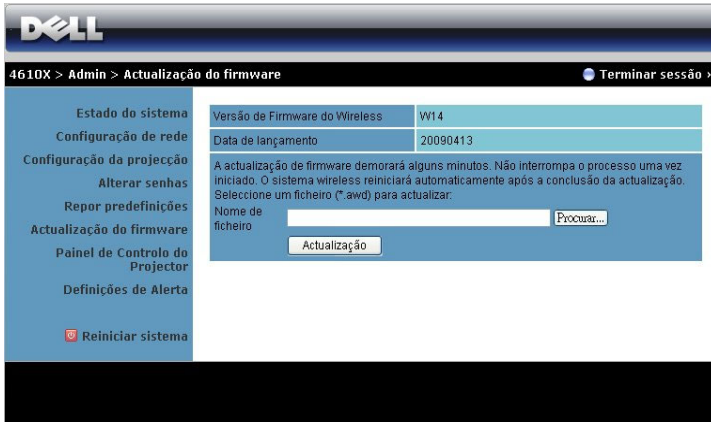 DELL
4610X > Admin > Actualização do firmware
Terminar sessão ›
Estado do sistema
Configuração de rede
Configuração da projecção
Alterar senhas
Repor predefinições
Actualização do firmware
Painel de Controlo do
Projector
Definições de Alerta
Reiniciar sistema
Versão de Firmware do Wireless W14
Data de lançamento 20090413
A actualização de firmware demorará alguns minutos. Não interrompa o processo uma vez
iniciado. O sistema wireless reiniciará automaticamente após a conclusão da actualização.
Seleccione um ficheiro (*.awd) para actualizar:
Nome de
ficheiro
Procurar...
Actualização